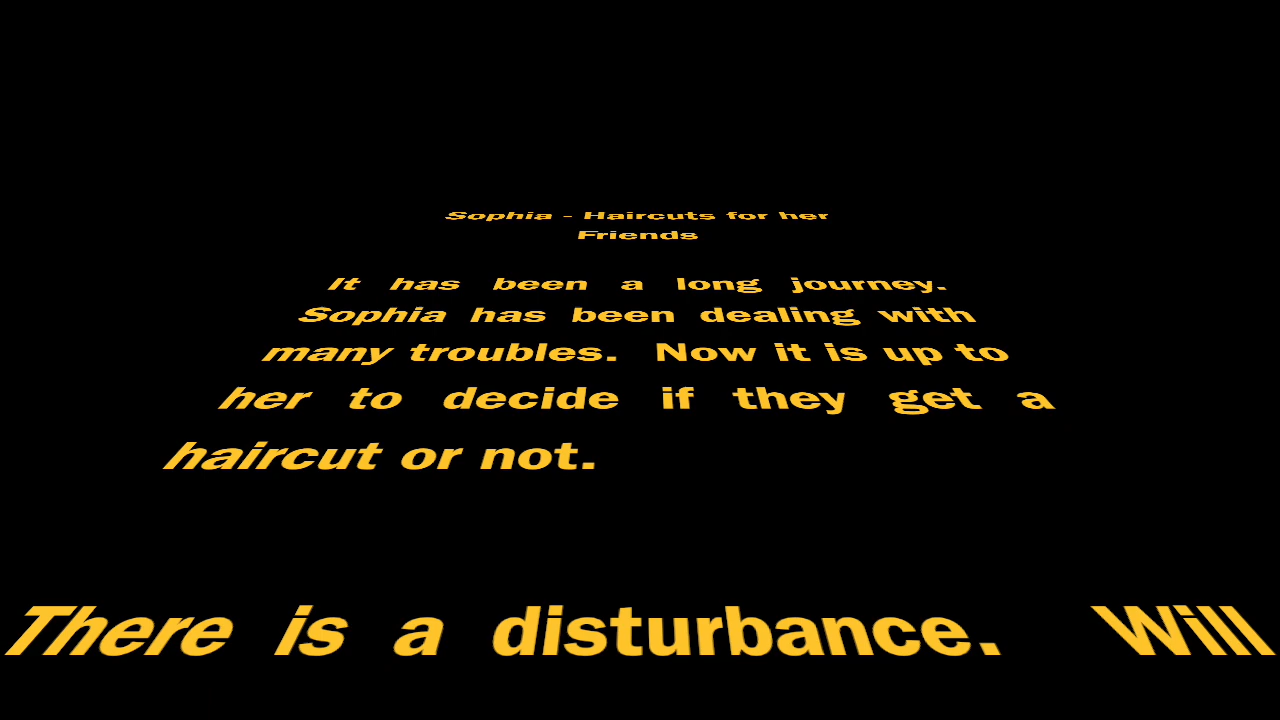 Sophia - Haircuts for her
Friends
It has been a long journey.
Sophia has been dealing with
many troubles. Now it is up to
her to decide if they get a
haircut or not.
There is a disturbance. Will